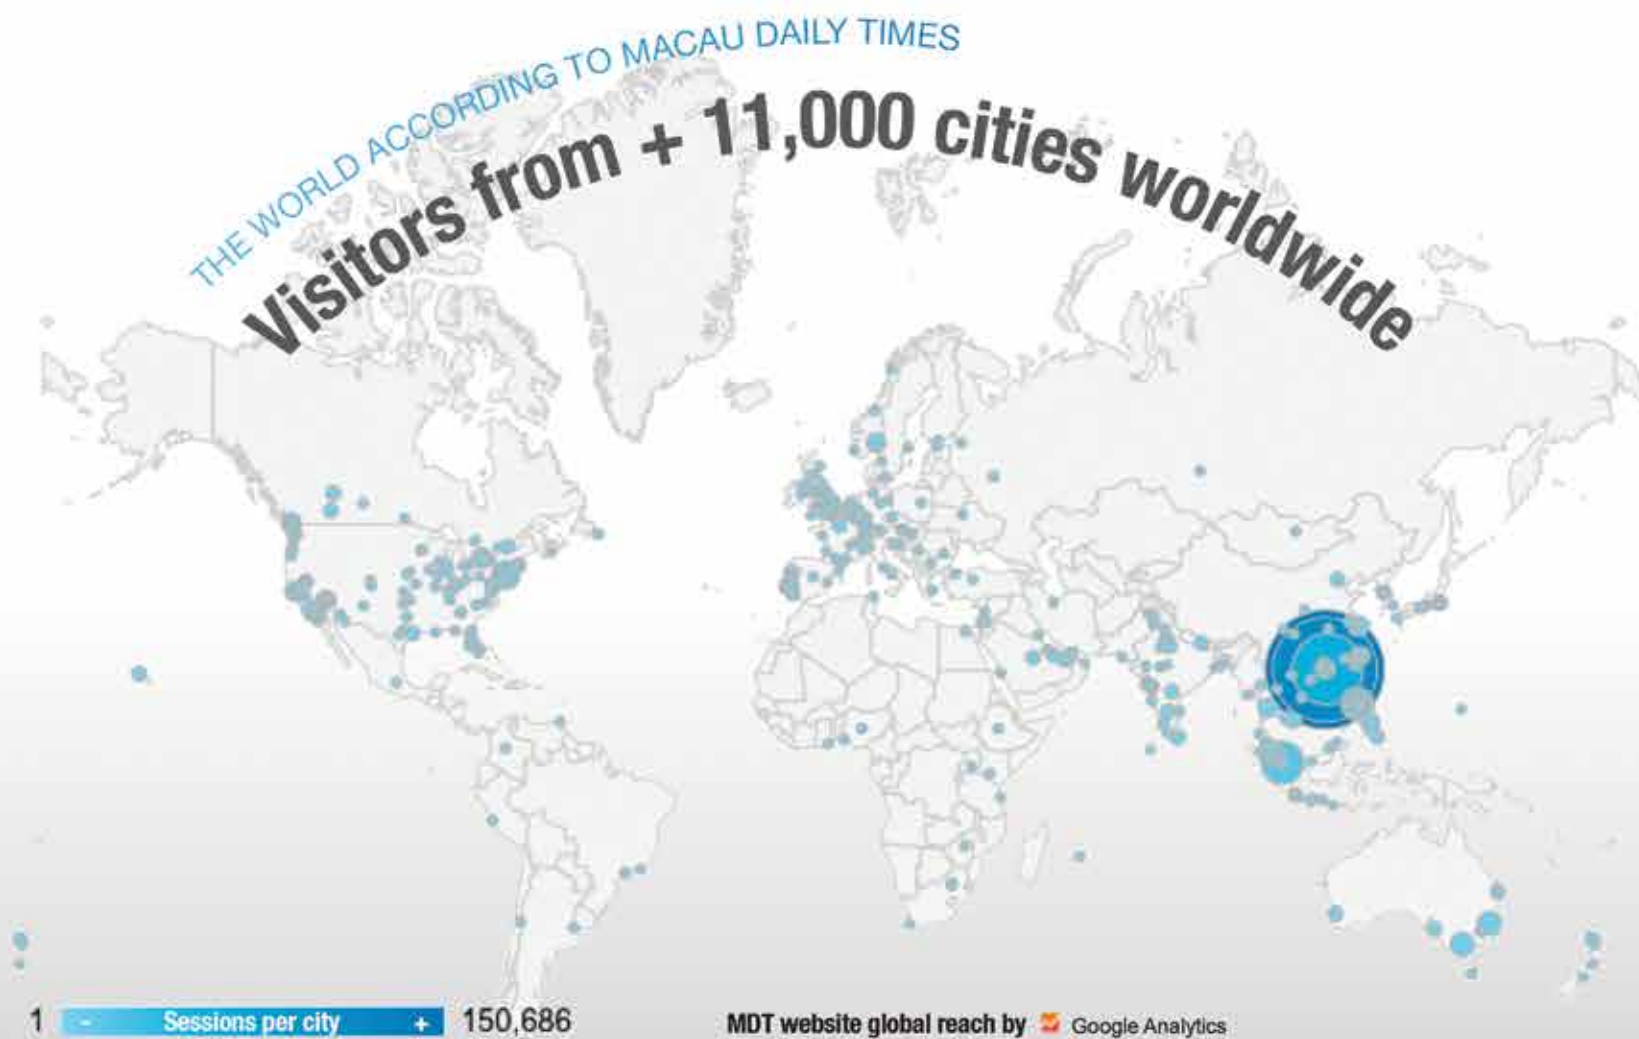 THE WORLD ACCORDING TO MACAU DAILY TIMES
Visitors from + 11,000 cities worldwide
1 - Sessions per city + 150,686
MDT website global reach by Google Analytics